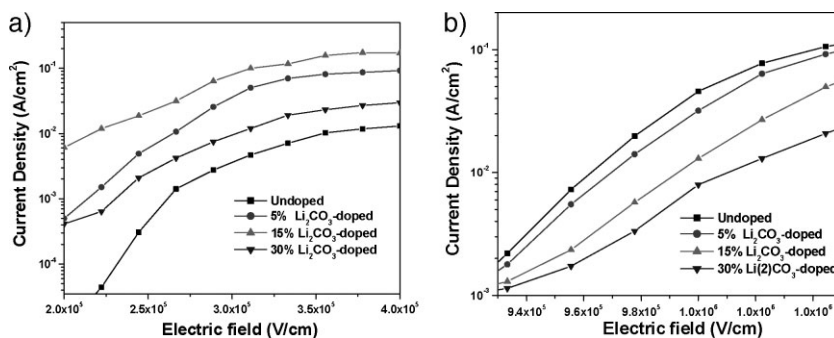 a)
Current Density (A/cm²)
10⁻¹
10⁻²
10⁻³
10⁻⁴
Undoped
5% Li₂CO₃-doped
15% Li₂CO₃-doped
30% Li₂CO₃-doped
2.0x10⁵ 2.5x10⁵ 3.0x10⁵ 3.5x10⁵ 4.0x10⁵
Electric field (V/cm)
b)
Current Density (A/cm²)
10⁻¹
10⁻²
10⁻³
Undoped
5% Li₂CO₃-doped
15% Li₂CO₃-doped
30% Li(2)CO₃-doped
9.4x10⁵ 9.6x10⁵ 9.8x10⁵ 1.0x10⁶ 1.0x10⁶ 1.0x10⁶
Electric field (V/cm)